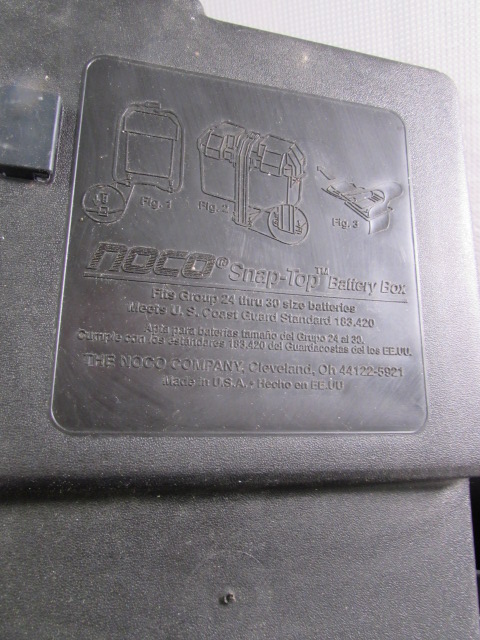 Fig. 1
Fig. 2
Fig. 3
noco® Snap-Top™ Battery Box
Fits Group 24 thru 30 size batteries
Meets U.S. Coast Guard Standard 183.420
Apta para baterias tamaño del Grupo 24 al 30.
Cumple con los estándares 183.420 del Guardacostas del los EE.UU.
THE NOCO COMPANY, Cleveland, Oh 44122-5921
Made in U.S.A. • Hecho en EE.UU